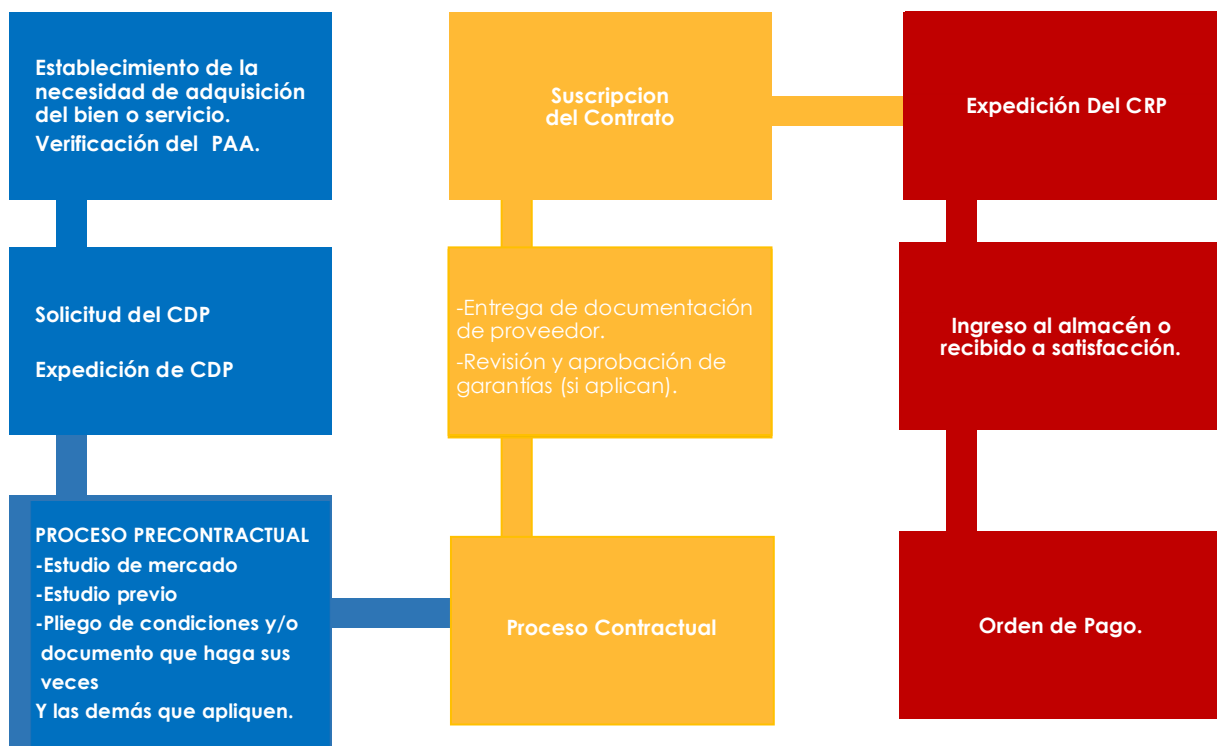 Establecimiento de la
necesidad de adquisición
del bien o servicio.
Verificación del PAA.
Solicitud del CDP
Expedición de CDP
PROCESO PRECONTRACTUAL
-Estudio de mercado
-Estudio previo
-Pliego de condiciones y/o
documento que haga sus
veces
Y las demás que apliquen.
Proceso Contractual
-Entrega de documentación
de proveedor.
-Revisión y aprobación de
garantías (si aplican).
Suscripcion
del Contrato
Expedición Del CRP
Ingreso al almacén o
recibido a satisfacción.
Orden de Pago.